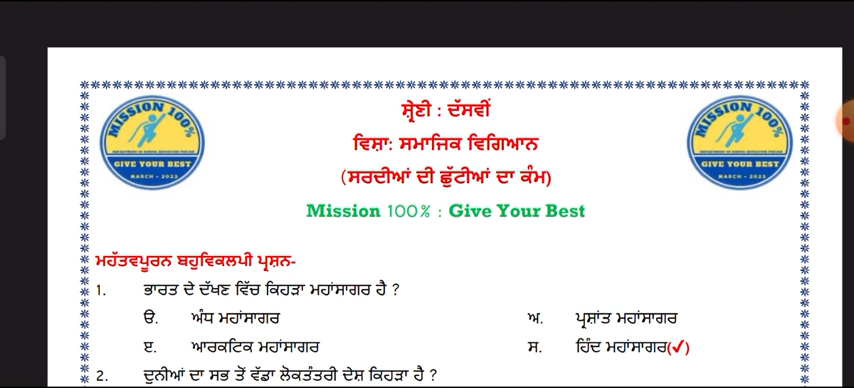 ਸ਼੍ਰੇਣੀ : ਦੱਸਵੀਂ
ਵਿਸ਼ਾ: ਸਮਾਜਿਕ ਵਿਗਿਆਨ
(ਸਰਦੀਆਂ ਦੀ ਛੁੱਟੀਆਂ ਦਾ ਕੰਮ)
Mission 100% : Give Your Best
MISSION 100%
GIVE YOUR BEST
MARCH - 2023
MISSION 100%
GIVE YOUR BEST
MARCH - 2023
ਮਹੱਤਵਪੂਰਨ ਬਹੁਵਿਕਲਪੀ ਪ੍ਰਸ਼ਨ-
1. ਭਾਰਤ ਦੇ ਦੱਖਣ ਵਿੱਚ ਕਿਹੜਾ ਮਹਾਂਸਾਗਰ ਹੈ ?
ੳ. ਅੰਧ ਮਹਾਂਸਾਗਰ ਅ. ਪ੍ਰਸ਼ਾਂਤ ਮਹਾਂਸਾਗਰ
ੲ. ਆਰਕਟਿਕ ਮਹਾਂਸਾਗਰ ਸ. ਹਿੰਦ ਮਹਾਂਸਾਗਰ(✓)
2. ਦੁਨੀਆਂ ਦਾ ਸਭ ਤੋਂ ਵੱਡਾ ਲੋਕਤੰਤਰੀ ਦੇਸ਼ ਕਿਹੜਾ ਹੈ ?